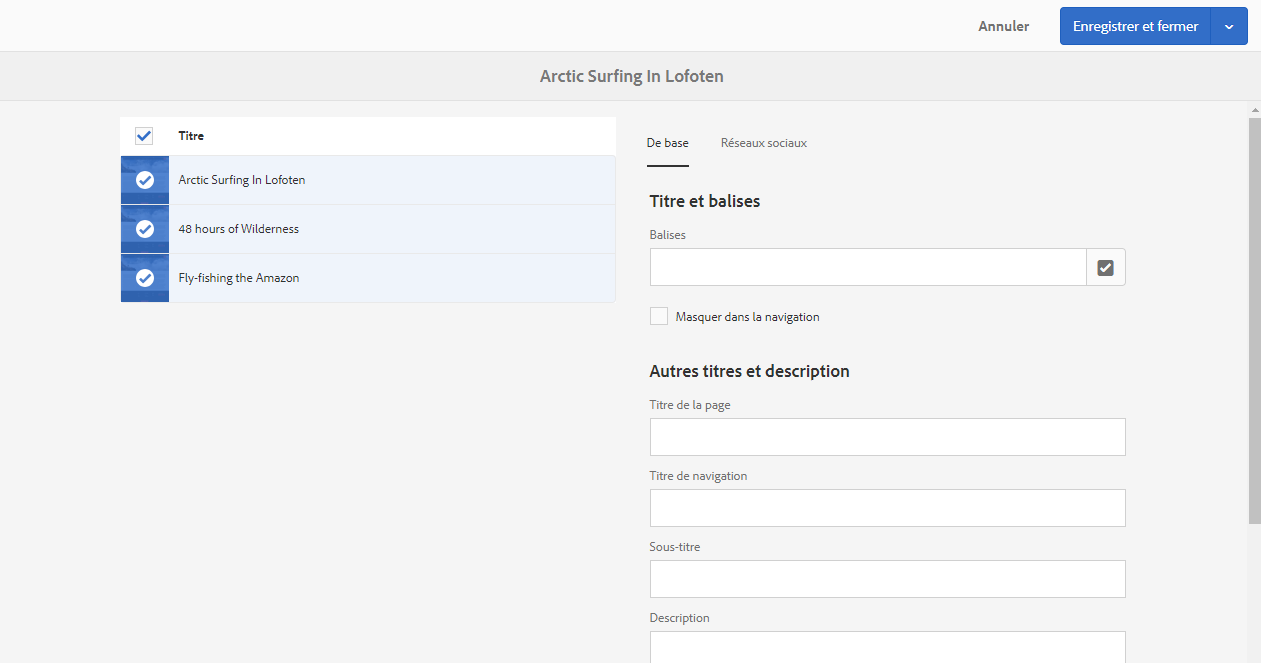 Annuler
Enregistrer et fermer
Arctic Surfing In Lofoten
Titre
Arctic Surfing In Lofoten
48 hours of Wilderness
Fly-fishing the Amazon
De base
Réseaux sociaux
Titre et balises
Balises
Masquer dans la navigation
Autres titres et description
Titre de la page
Titre de navigation
Sous-titre
Description